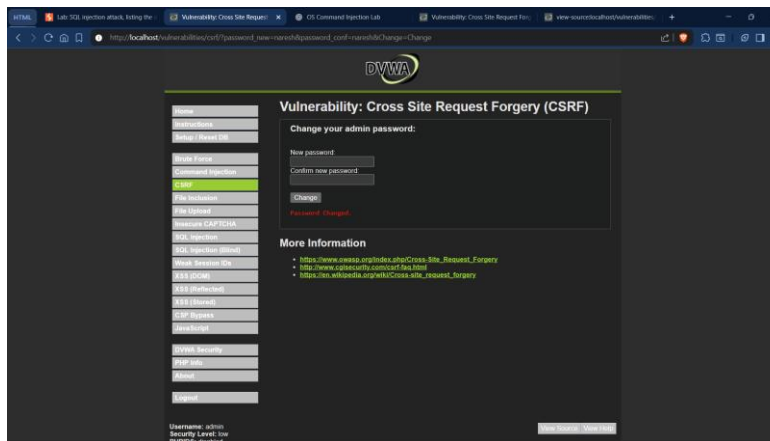 HTML
Lab: SQL injection attack, listing the
Vulnerability: Cross Site Request
OS Command Injection Lab
Vulnerability: Cross Site Request Forg
view-source:localhost/vulnerabilities
http://localhost/vulnerabilities/csrf/?password_new=naresh&password_conf=naresh&Change=Change
DVWA
Home
Instructions
Setup / Reset DB
Brute Force
Command Injection
CSRF
File Inclusion
File Upload
Insecure CAPTCHA
SQL Injection
SQL Injection (Blind)
Weak Session IDs
XSS (DOM)
XSS (Reflected)
XSS (Stored)
CSP Bypass
JavaScript
DVWA Security
PHP Info
About
Logout
Vulnerability: Cross Site Request Forgery (CSRF)
Change your admin password:
New password:
Confirm new password:
Change
Password Changed.
More Information
https://www.owasp.org/index.php/Cross-Site_Request_Forgery
http://www.cgisecurity.com/csrf-faq.html
https://en.wikipedia.org/wiki/Cross-site_request_forgery
Username: admin
Security Level: low
PHPIDS: disabled
View Source View Help